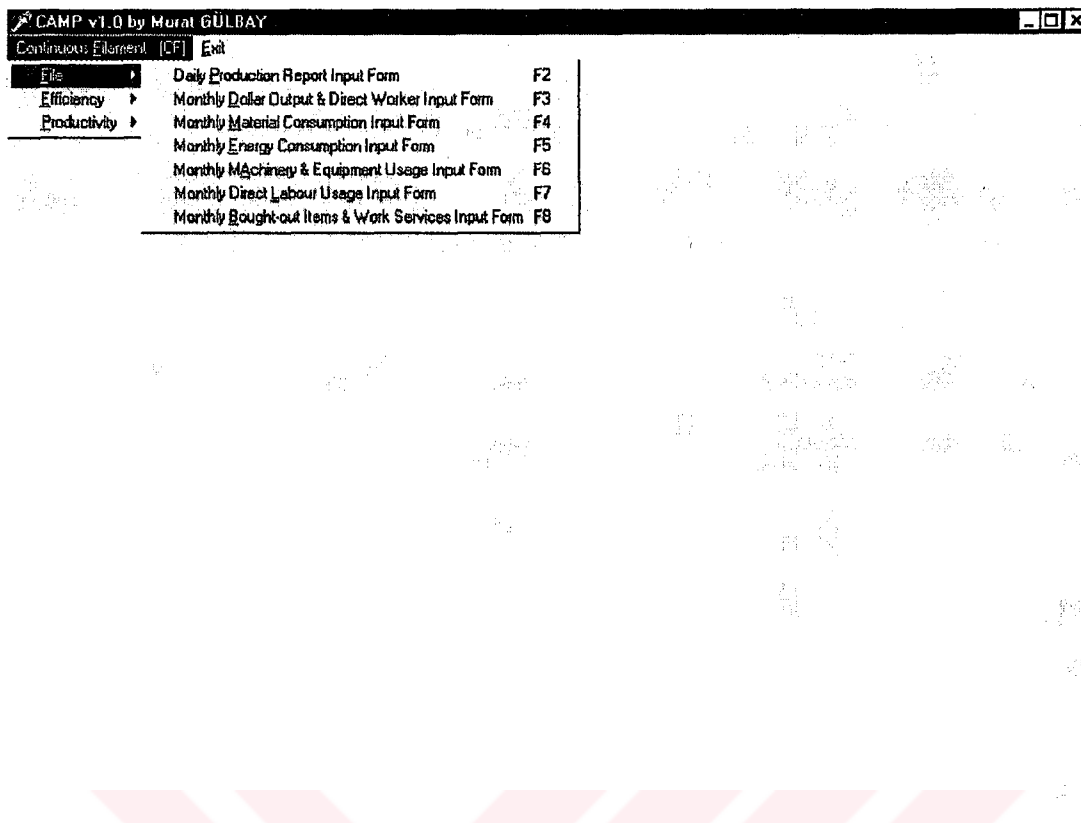 CAMP v1.0 by Murat GÜLBAY
Continuous Filament (CF) Exit
File
Efficiency
Productivity
Daily Production Report Input Form F2
Monthly Dollar Output & Direct Worker Input Form F3
Monthly Material Consumption Input Form F4
Monthly Energy Consumption Input Form F5
Monthly MAchinery & Equipment Usage Input Form F6
Monthly Direct Labour Usage Input Form F7
Monthly Bought-out Items & Work Services Input Form F8